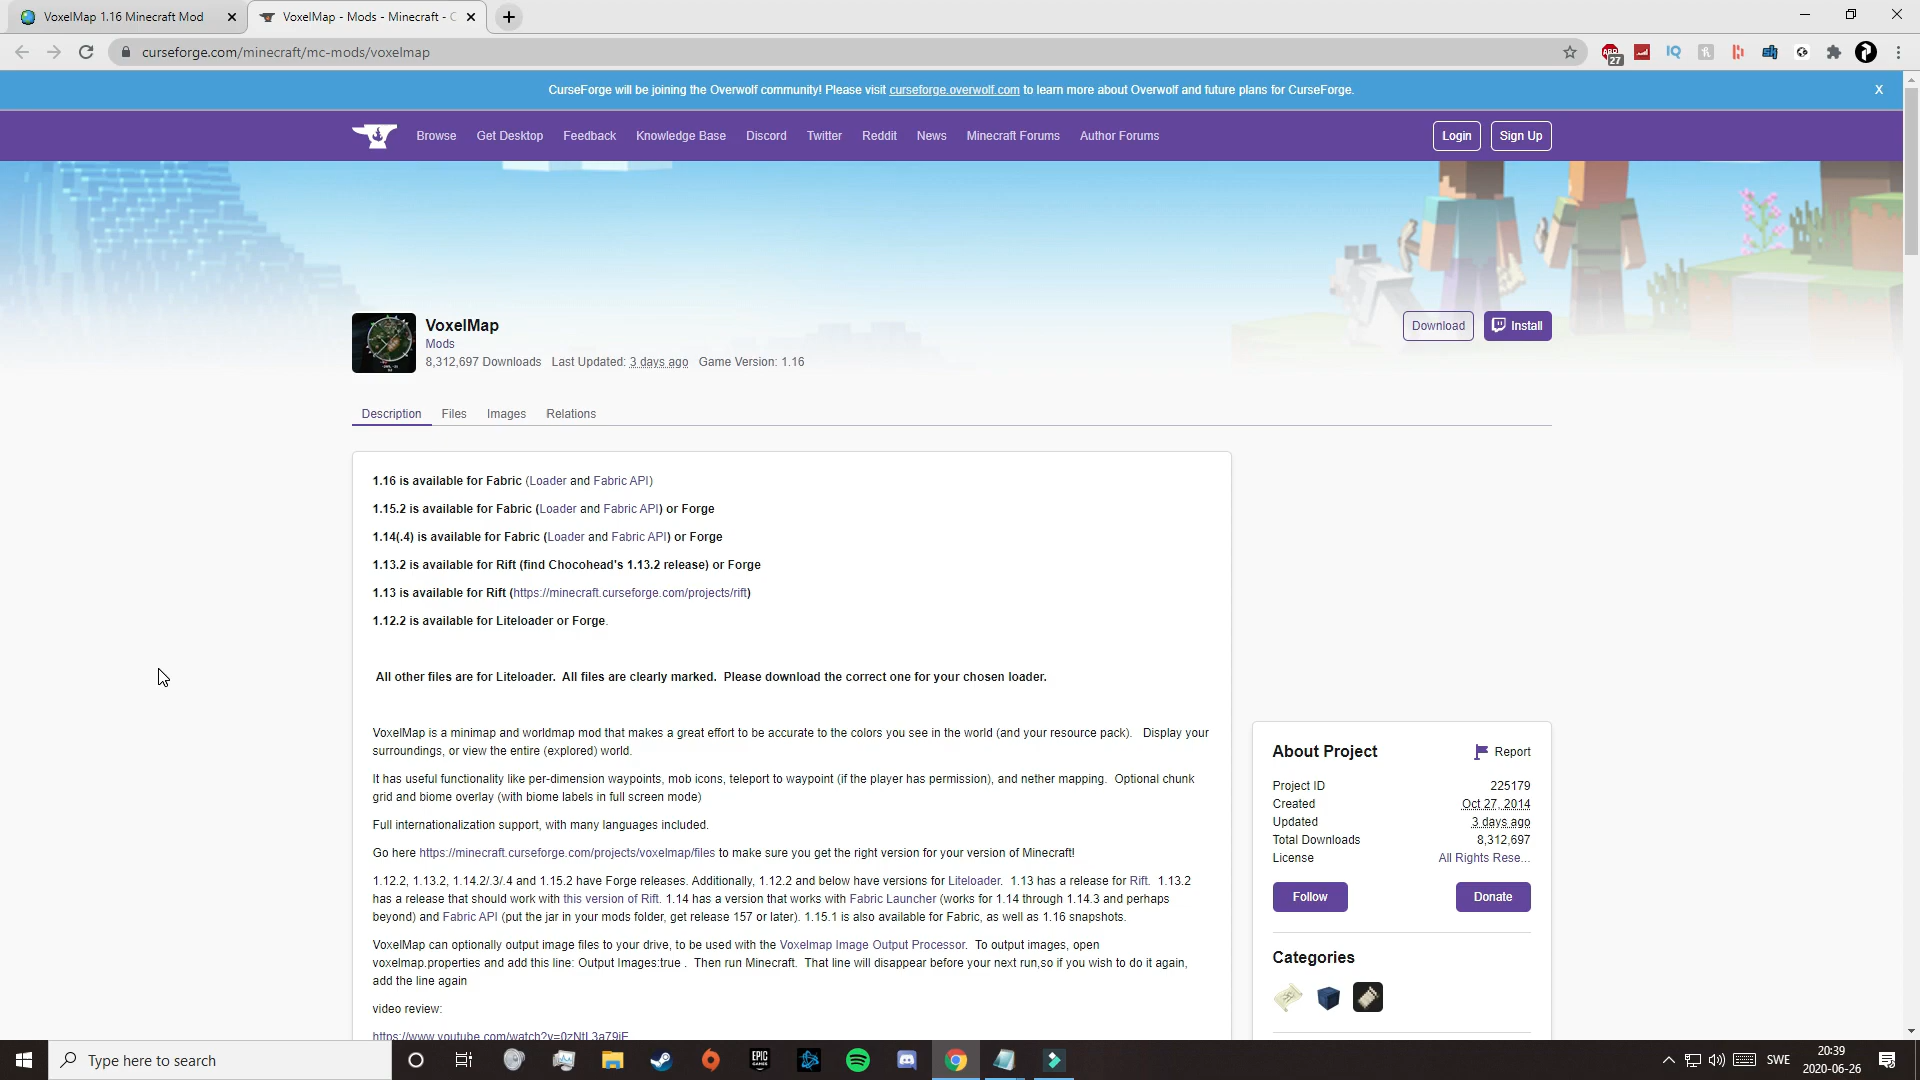 VoxelMap 1.16 Minecraft Mod
VoxelMap - Mods - Minecraft - C
curseforge.com/minecraft/mc-mods/voxelmap
ABP
27
IQ
CurseForge will be joining the Overwolf community! Please visit curseforge.overwolf.com to learn more about Overwolf and future plans for CurseForge.
X
Browse Get Desktop Feedback Knowledge Base Discord Twitter Reddit News Minecraft Forums Author Forums
Login Sign Up
VoxelMap
Mods
8,312,697 Downloads Last Updated: 3 days ago Game Version: 1.16
Download Install
Description Files Images Relations
1.16 is available for Fabric (Loader and Fabric API)
1.15.2 is available for Fabric (Loader and Fabric API) or Forge
1.14(.4) is available for Fabric (Loader and Fabric API) or Forge
1.13.2 is available for Rift (find Chocohead's 1.13.2 release) or Forge
1.13 is available for Rift (https://minecraft.curseforge.com/projects/rift)
1.12.2 is available for Liteloader or Forge.
All other files are for Liteloader. All files are clearly marked. Please download the correct one for your chosen loader.
VoxelMap is a minimap and worldmap mod that makes a great effort to be accurate to the colors you see in the world (and your resource pack). Display your
surroundings, or view the entire (explored) world.
It has useful functionality like per-dimension waypoints, mob icons, teleport to waypoint (if the player has permission), and nether mapping. Optional chunk
grid and biome overlay (with biome labels in full screen mode)
Full internationalization support, with many languages included.
Go here https://minecraft.curseforge.com/projects/voxelmap/files to make sure you get the right version for your version of Minecraft!
1.12.2, 1.13.2, 1.14.2/.3/.4 and 1.15.2 have Forge releases. Additionally, 1.12.2 and below have versions for Liteloader. 1.13 has a release for Rift. 1.13.2
has a release that should work with this version of Rift. 1.14 has a version that works with Fabric Launcher (works for 1.14 through 1.14.3 and perhaps
beyond) and Fabric API (put the jar in your mods folder, get release 157 or later). 1.15.1 is also available for Fabric, as well as 1.16 snapshots.
VoxelMap can optionally output image files to your drive, to be used with the Voxelmap Image Output Processor. To output images, open
voxelmap.properties and add this line: Output Images:true . Then run Minecraft. That line will disappear before your next run,so if you wish to do it again,
add the line again
video review:
About Project
Report
Project ID 225179
Created Oct 27, 2014
Updated 3 days ago
Total Downloads 8,312,697
License All Rights Rese...
Follow Donate
Categories
Type here to search
EPIC
GAMES
SWE
20:39
2020-06-26